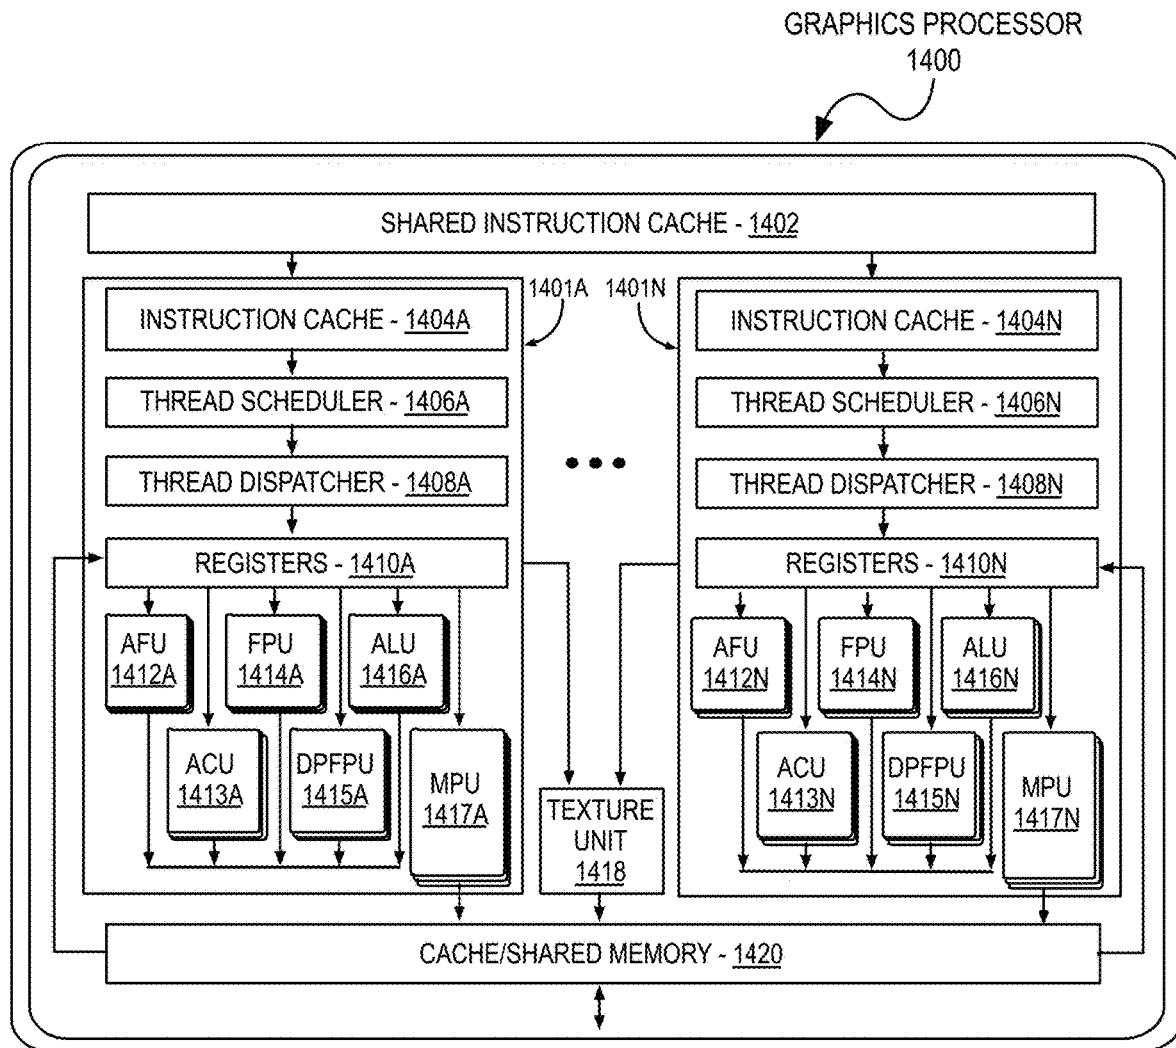 GRAPHICS PROCESSOR
1400
SHARED INSTRUCTION CACHE - 1402
1401A
1401N
INSTRUCTION CACHE - 1404A
THREAD SCHEDULER - 1406A
THREAD DISPATCHER - 1408A
REGISTERS - 1410A
AFU
1412A
FPU
1414A
ALU
1416A
ACU
1413A
DPFPU
1415A
MPU
1417A
TEXTURE
UNIT
1418
INSTRUCTION CACHE - 1404N
THREAD SCHEDULER - 1406N
THREAD DISPATCHER - 1408N
REGISTERS - 1410N
AFU
1412N
FPU
1414N
ALU
1416N
ACU
1413N
DPFPU
1415N
MPU
1417N
CACHE/SHARED MEMORY - 1420